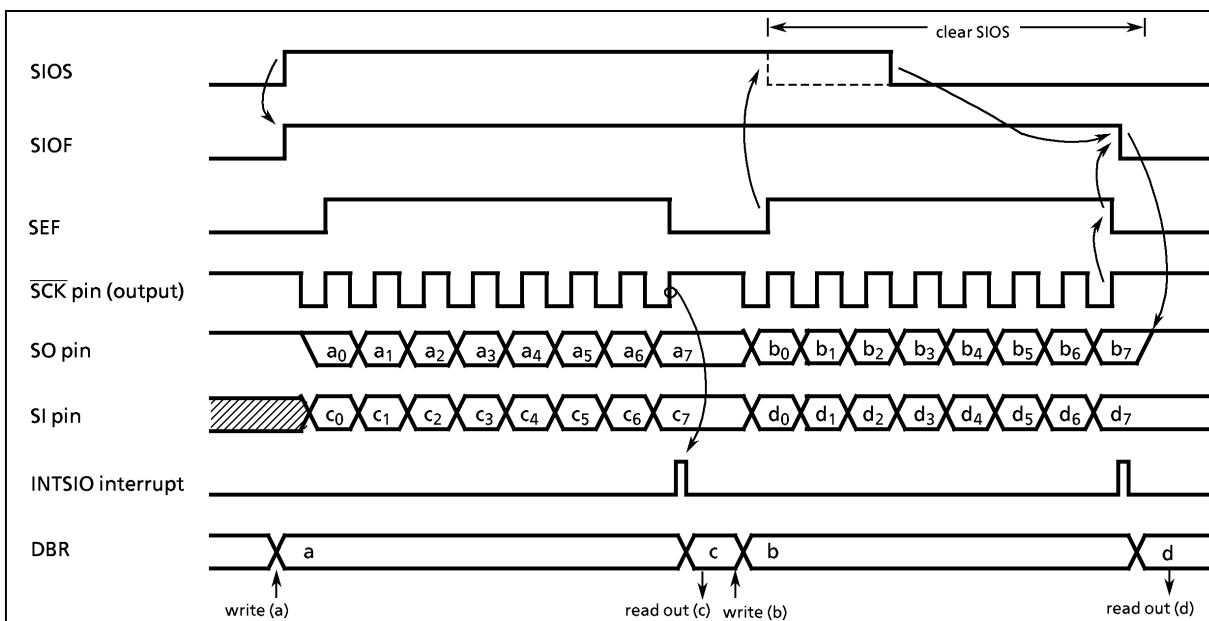 clear SIOS
SIOS
SIOF
SEF
SCK pin (output)
SO pin a0 a1 a2 a3 a4 a5 a6 a7 b0 b1 b2 b3 b4 b5 b6 b7
SI pin c0 c1 c2 c3 c4 c5 c6 c7 d0 d1 d2 d3 d4 d5 d6 d7
INTSIO interrupt
DBR a c b d
write (a) read out (c) write (b) read out (d)